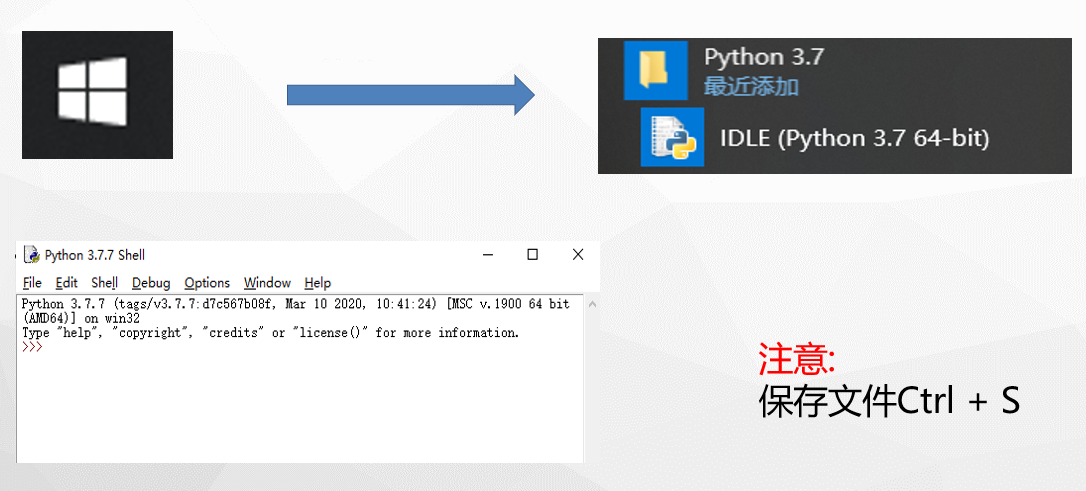 Python 3.7
最近添加
IDLE (Python 3.7 64-bit)
Python 3.7.7 Shell
File Edit Shell Debug Options Window Help
Python 3.7.7 (tags/v3.7.7:d7c567b08f, Mar 10 2020, 10:41:24) [MSC v.1900 64 bit
(AMD64)] on win32
Type "help", "copyright", "credits" or "license()" for more information.
>>>
注意:
保存文件Ctrl + S